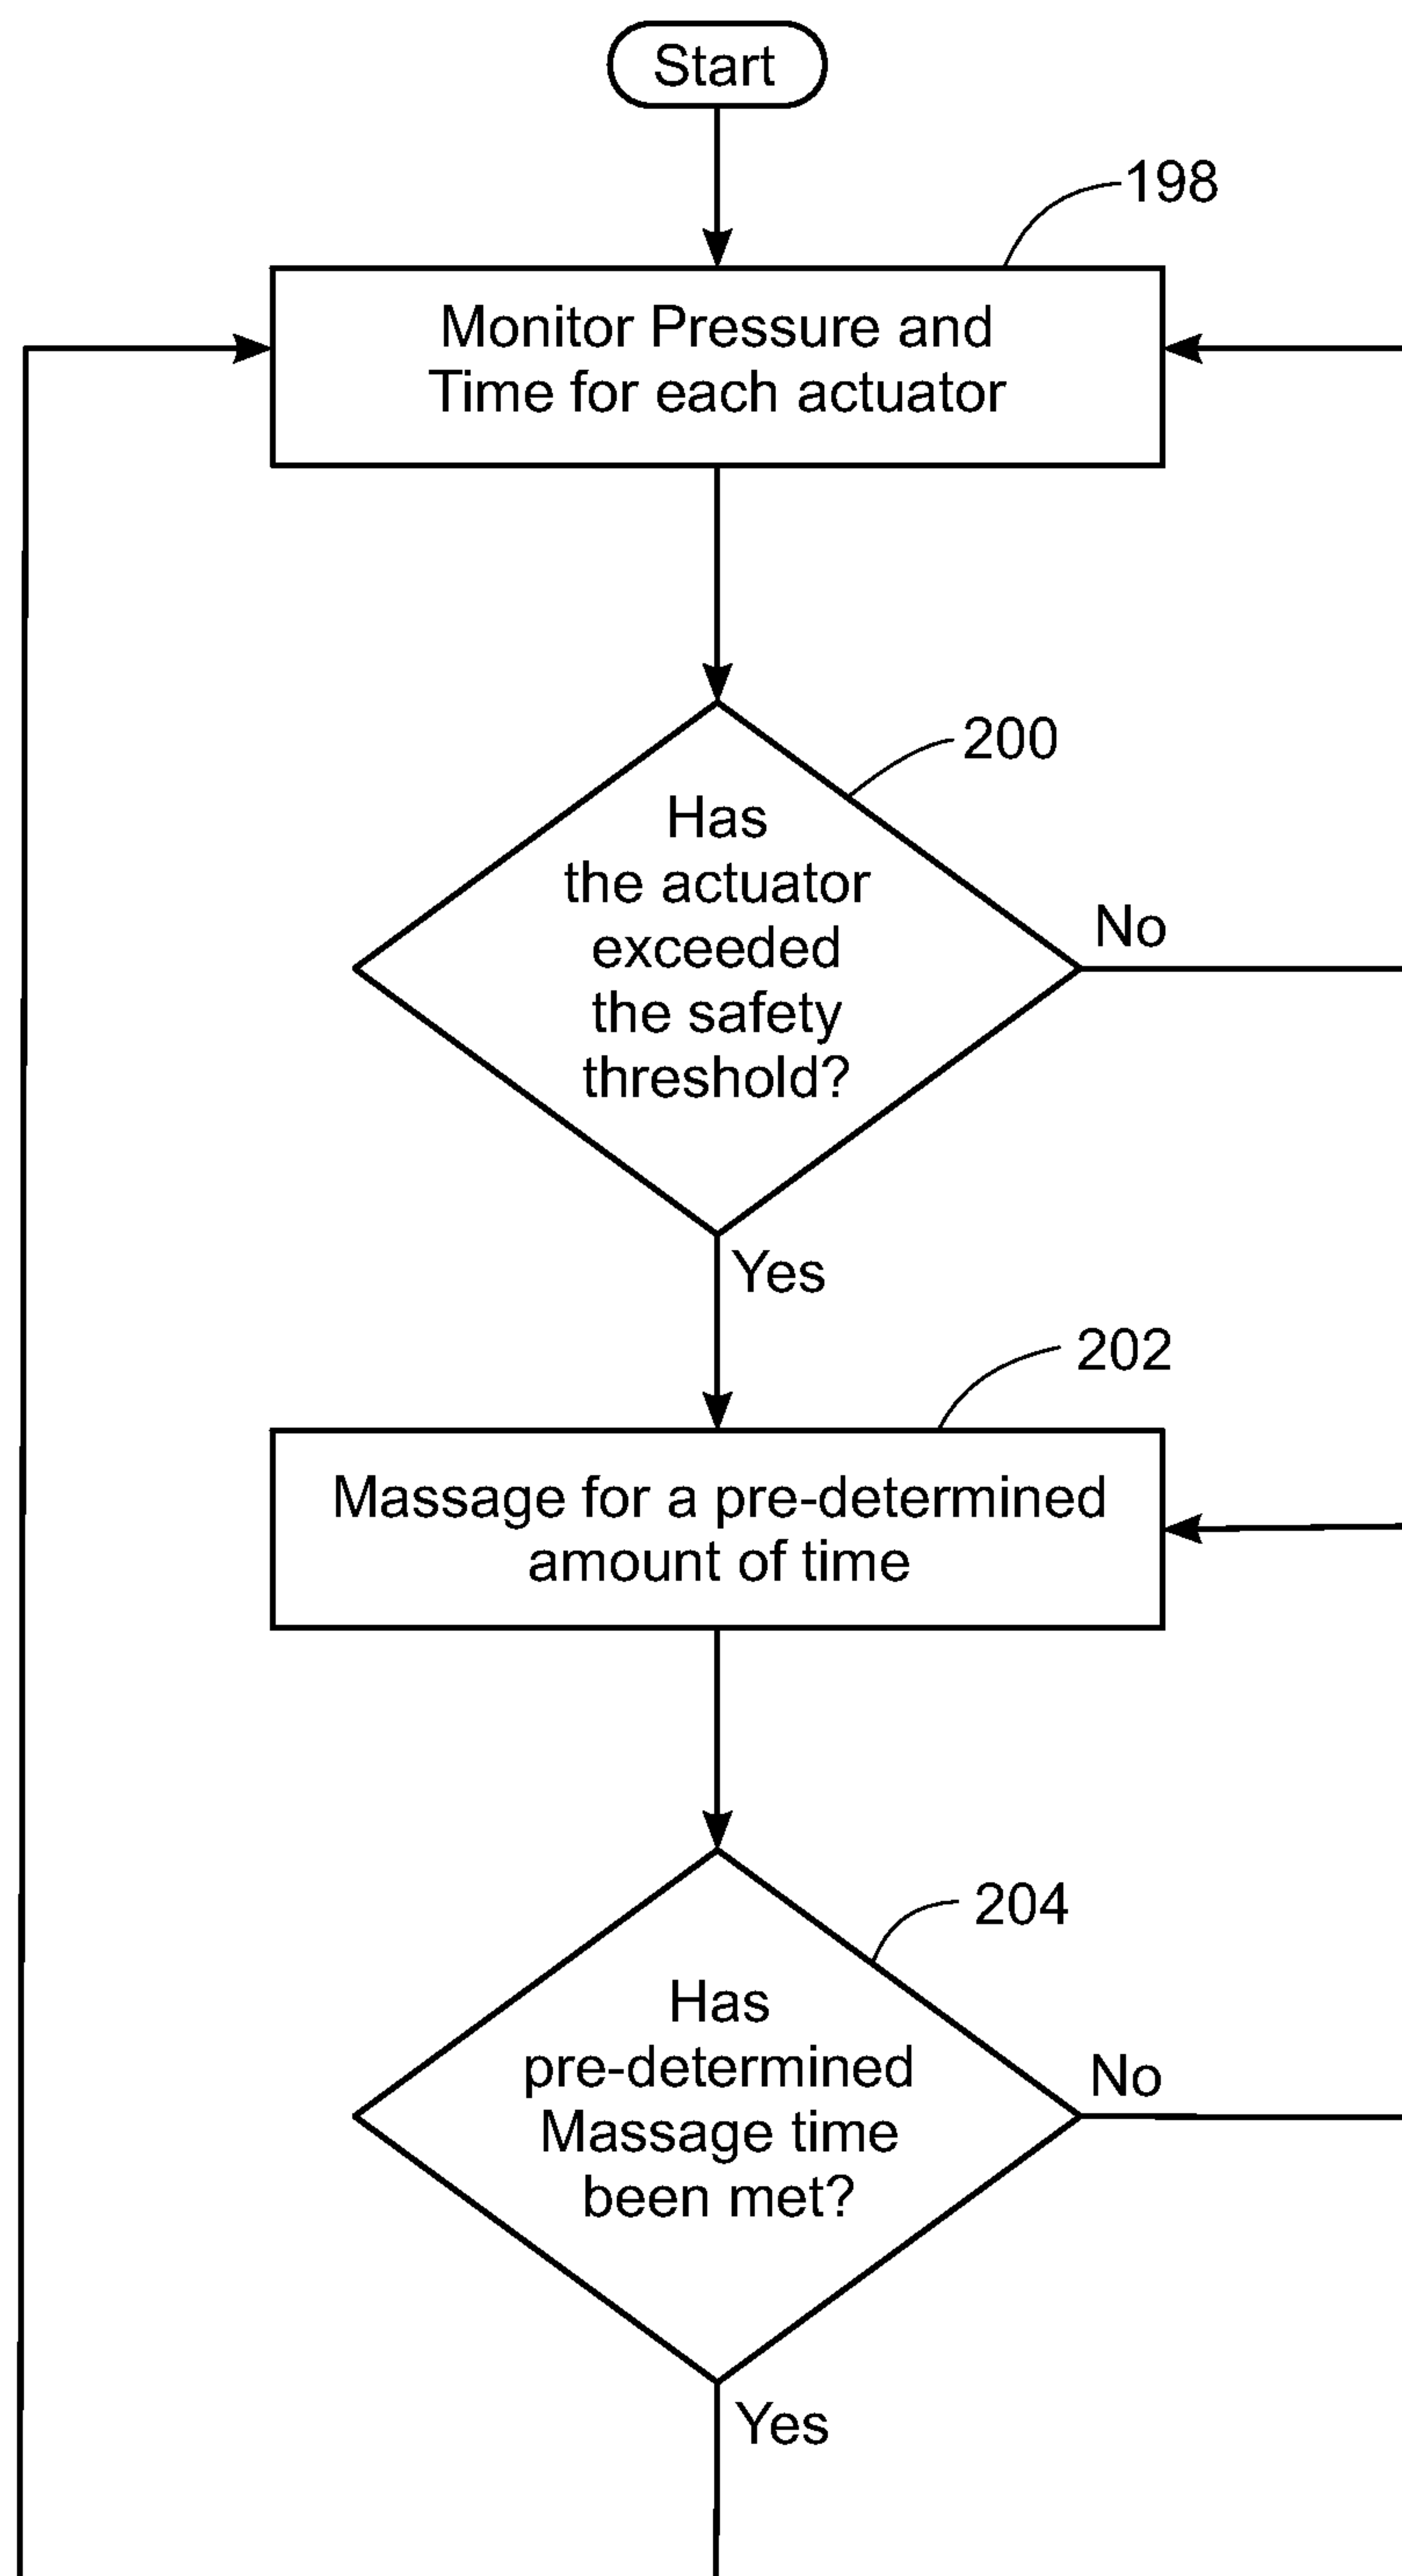 Start
198
Monitor Pressure and
Time for each actuator
200
Has
the actuator
exceeded
the safety
threshold?
No
Yes
202
Massage for a pre-determined
amount of time
204
Has
pre-determined
Massage time
been met?
No
Yes